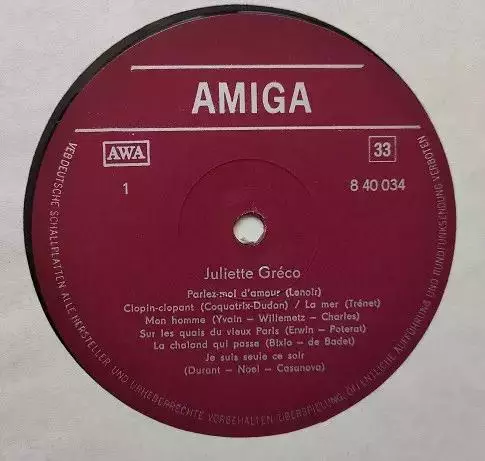 AMIGA
AWA
33
1
8 40 034
Juliette Gréco
Parlez-moi d'amour (Lenoir)
Clopin-clopant (Coquatrix-Dudan) / La mer (Trénet)
Mon homme (Yvain – Willemetz – Charles)
Sur les quais du vieux Paris (Erwin – Poterat)
La chaland qui passe (Bixio – de Badet)
Je suis seule ce soir
(Durant – Noel – Casanova)
VEB DEUTSCHE SCHALLPLATTEN ALLE HERSTELLER UND URHEBERRECHTE VORBEHALTEN ÜBERSPIELUNG, ÖFFENTLICHE AUFFÜHRUNG UND RUNDFUNKSENDUNG VERBOTEN